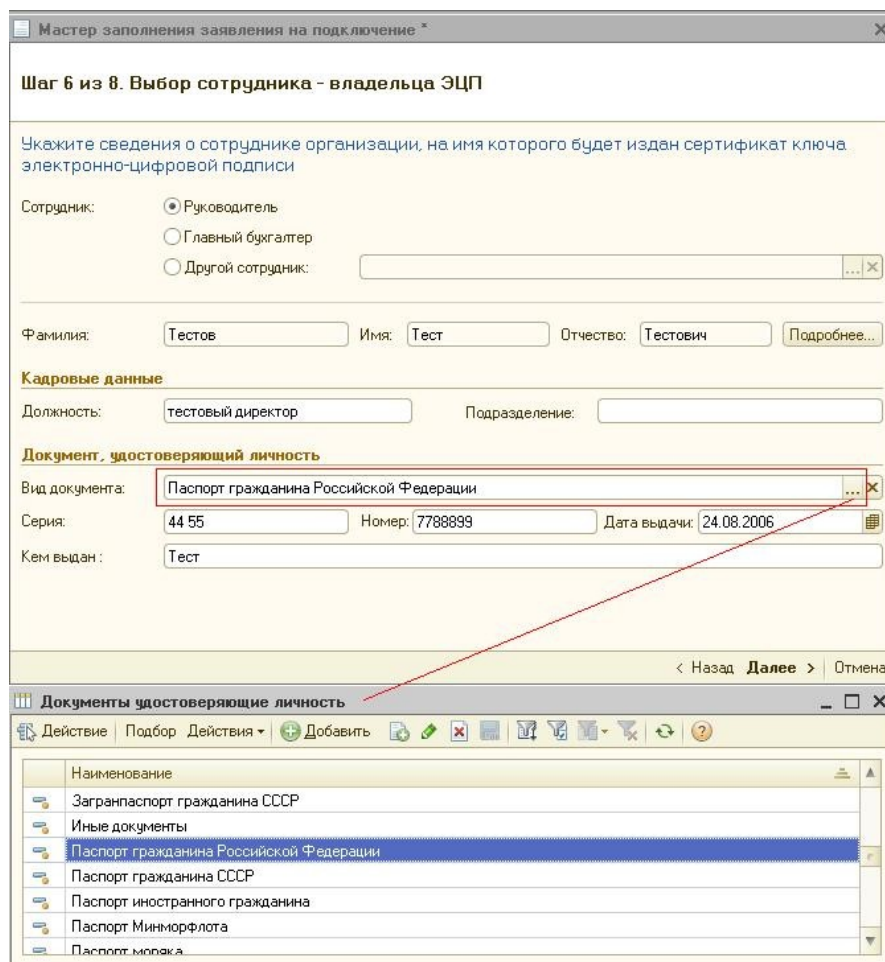 Мастер заполнения заявления на подключение *
Шаг 6 из 8. Выбор сотрудника - владельца ЭЦП
Укажите сведения о сотруднике организации, на имя которого будет издан сертификат ключа
электронно-цифровой подписи
Сотрудник: Руководитель
Главный бухгалтер
Другой сотрудник: ...
Фамилия: Тестов Имя: Тест Отчество: Тестович Подробнее...
Кадровые данные
Должность: тестовый директор Подразделение:
Документ, удостоверяющий личность
Вид документа: Паспорт гражданина Российской Федерации ...
Серия: 44 55 Номер: 7788899 Дата выдачи: 24.08.2006
Кем выдан : Тест
< Назад Далее > Отмена
Документы удостоверяющие личность
Действие Подбор Действия Добавить
Наименование
Загранпаспорт гражданина СССР
Иные документы
Паспорт гражданина Российской Федерации
Паспорт гражданина СССР
Паспорт иностранного гражданина
Паспорт Минморфлота
Паспорт моряка